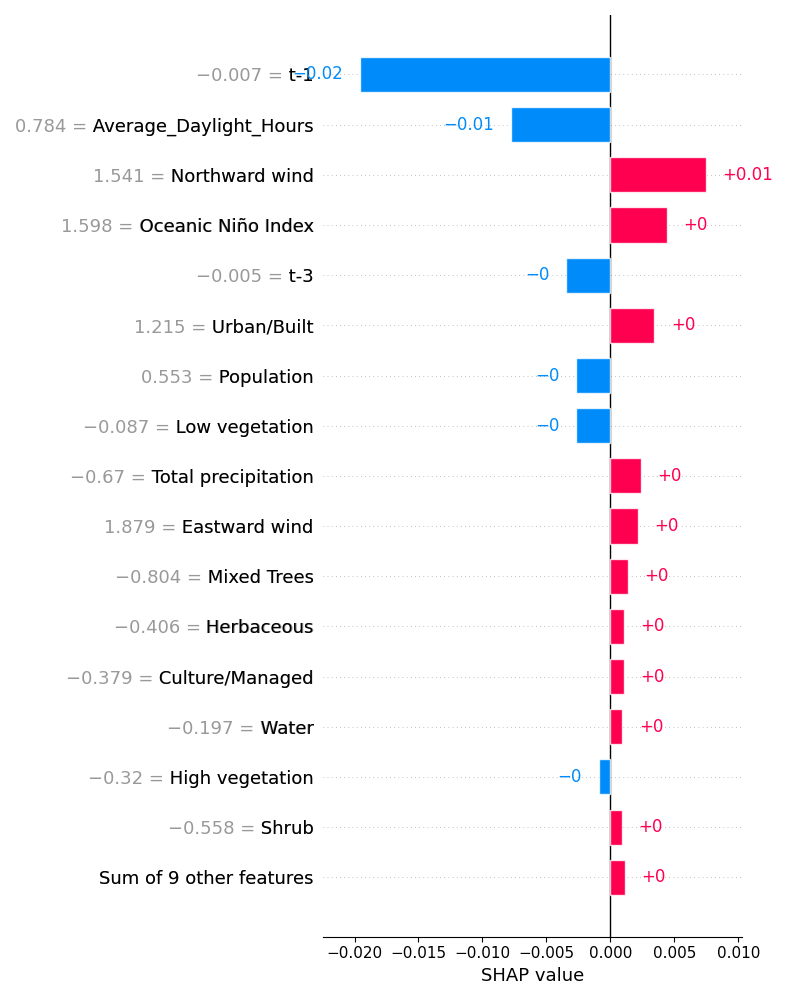 −0.007 = t-1 −0.02
0.784 = Average_Daylight_Hours −0.01
1.541 = Northward wind +0.01
1.598 = Oceanic Niño Index +0
−0.005 = t-3 −0
1.215 = Urban/Built +0
0.553 = Population −0
−0.087 = Low vegetation −0
−0.67 = Total precipitation +0
1.879 = Eastward wind +0
−0.804 = Mixed Trees +0
−0.406 = Herbaceous +0
−0.379 = Culture/Managed +0
−0.197 = Water +0
−0.32 = High vegetation −0
−0.558 = Shrub +0
Sum of 9 other features +0
−0.020 −0.015 −0.010 −0.005 0.000 0.005 0.010
SHAP value